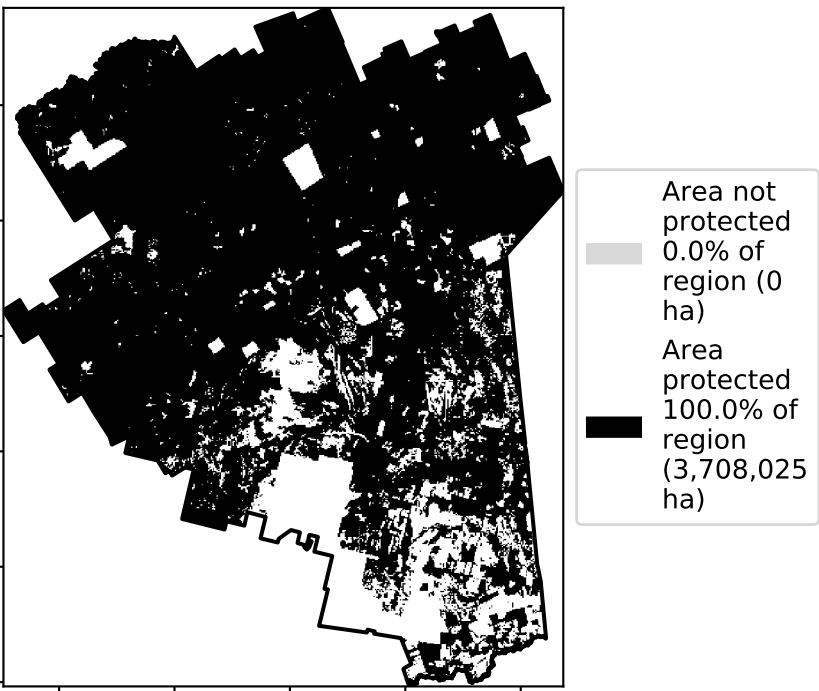 Area not
protected
0.0% of
region (0
ha)
Area
protected
100.0% of
region
(3,708,025
ha)